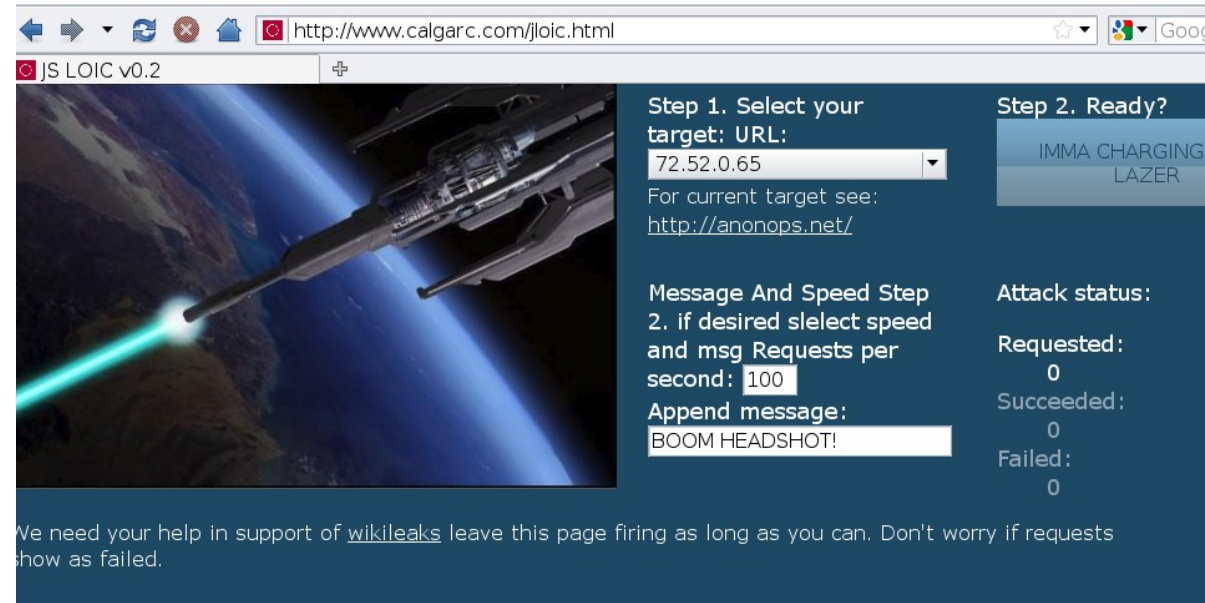 http://www.calgarc.com/jloic.html
Goog
JS LOIC v0.2
Step 1. Select your
target: URL:
72.52.0.65
For current target see:
http://anonops.net/
Step 2. Ready?
IMMA CHARGING
LAZER
Message And Speed Step
2. if desired slelect speed
and msg Requests per
second: 100
Append message:
BOOM HEADSHOT!
Attack status:
Requested:
0
Succeeded:
0
Failed:
0
We need your help in support of wikileaks leave this page firing as long as you can. Don't worry if requests
show as failed.